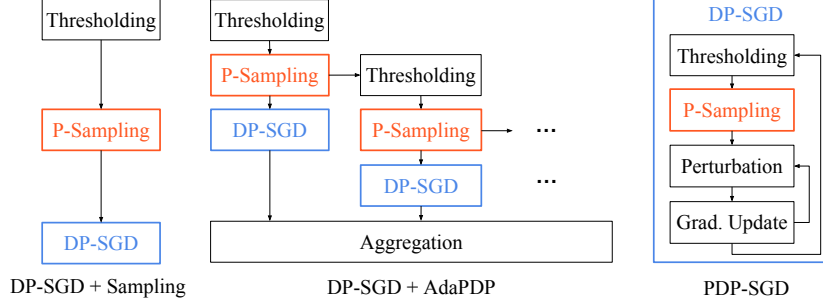 Thresholding
P-Sampling
DP-SGD
DP-SGD + Sampling
Thresholding
P-Sampling
Thresholding
DP-SGD
P-Sampling
...
DP-SGD
...
Aggregation
DP-SGD + AdaPDP
DP-SGD
Thresholding
P-Sampling
Perturbation
Grad. Update
PDP-SGD